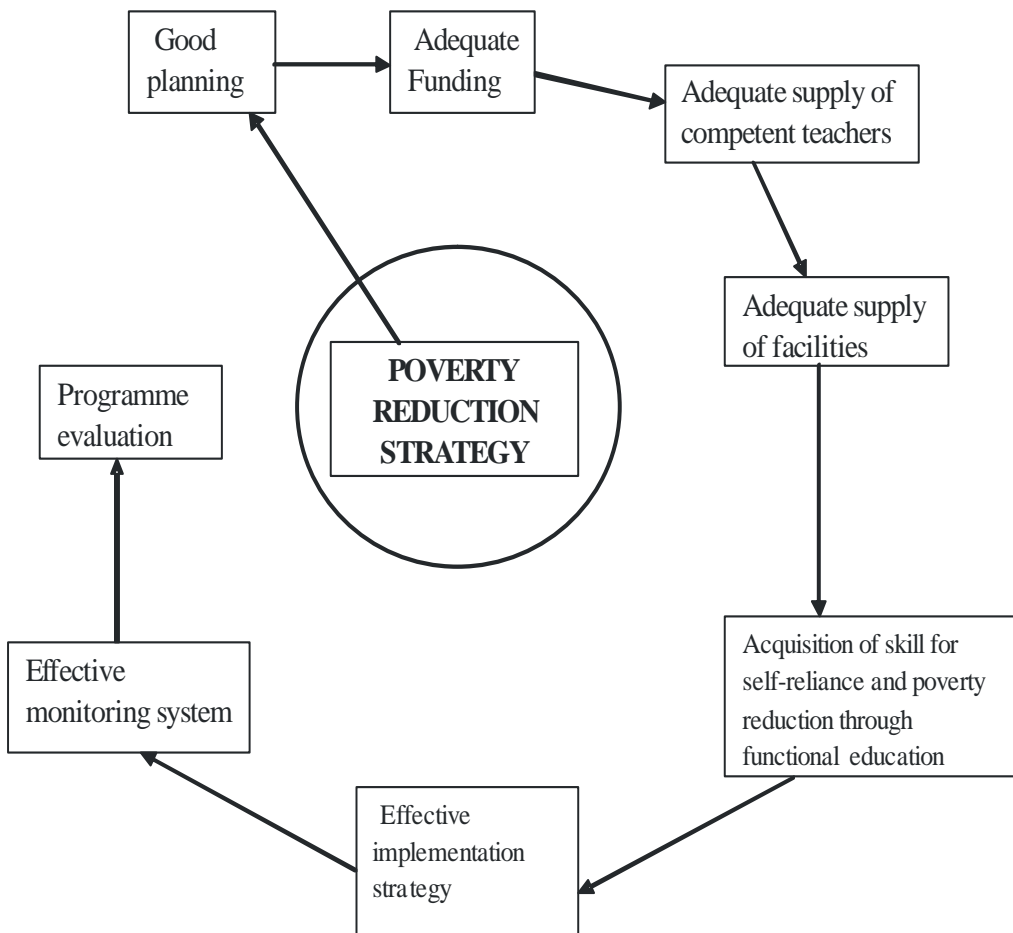 Good
planning
Adequate
Funding
Adequate supply of
competent teachers
Adequate supply
of facilities
POVERTY
REDUCTION
STRATEGY
Programme
evaluation
Effective
monitoring system
Acquisition of skill for
self-reliance and poverty
reduction through
functional education
Effective
implementation
strategy